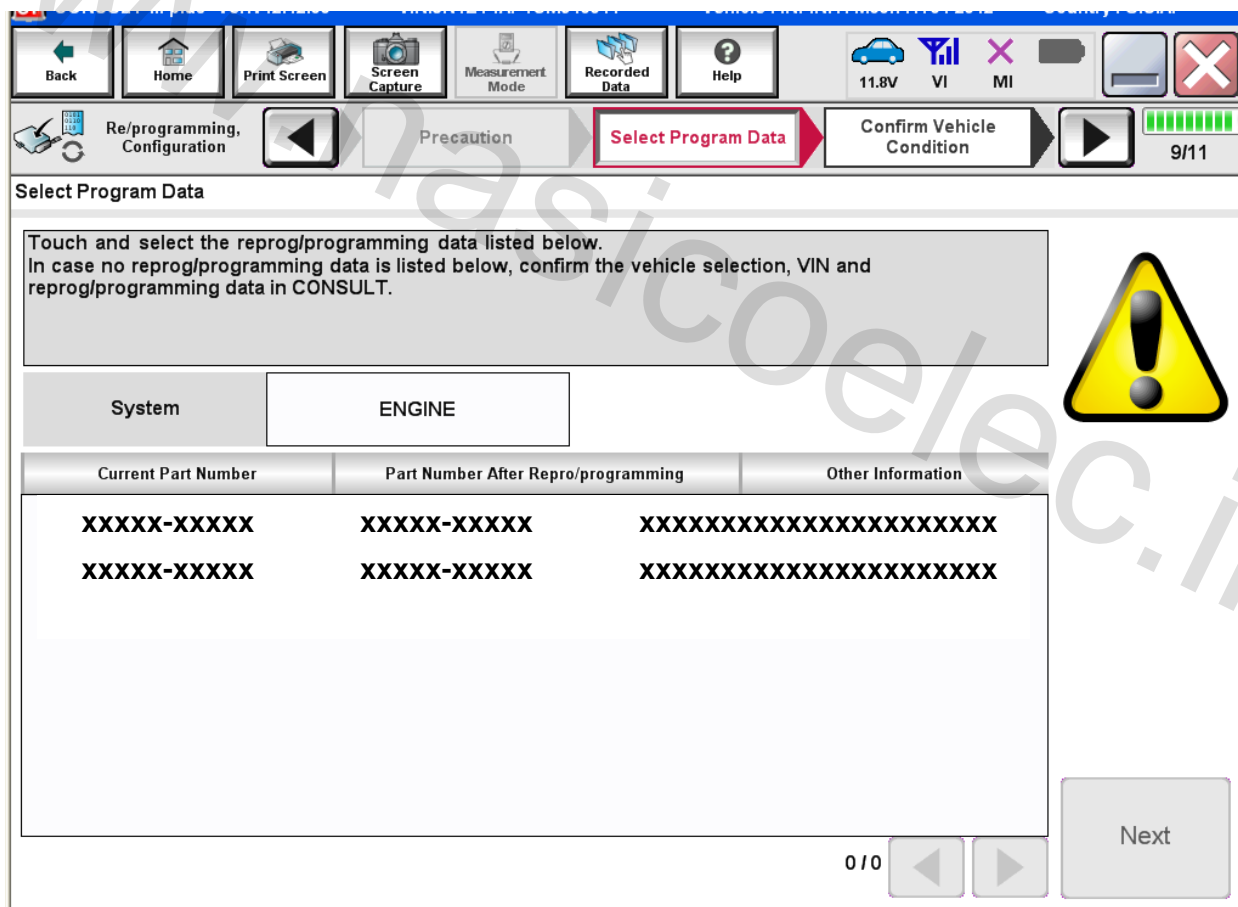 Back
Home
Print Screen
Screen
Capture
Measurement
Mode
Recorded
Data
Help
11.8V
VI
MI
Re/programming,
Configuration
Precaution
Select Program Data
Confirm Vehicle
Condition
9/11
Select Program Data
Touch and select the reprog/programming data listed below.
In case no reprog/programming data is listed below, confirm the vehicle selection, VIN and
reprog/programming data in CONSULT.
System
ENGINE
Current Part Number
Part Number After Repro/programming
Other Information
XXXXX-XXXXX XXXXX-XXXXX XXXXXXXXXXXXXXXXXXXXXX
XXXXX-XXXXX XXXXX-XXXXX XXXXXXXXXXXXXXXXXXXXXX
Next
0/0